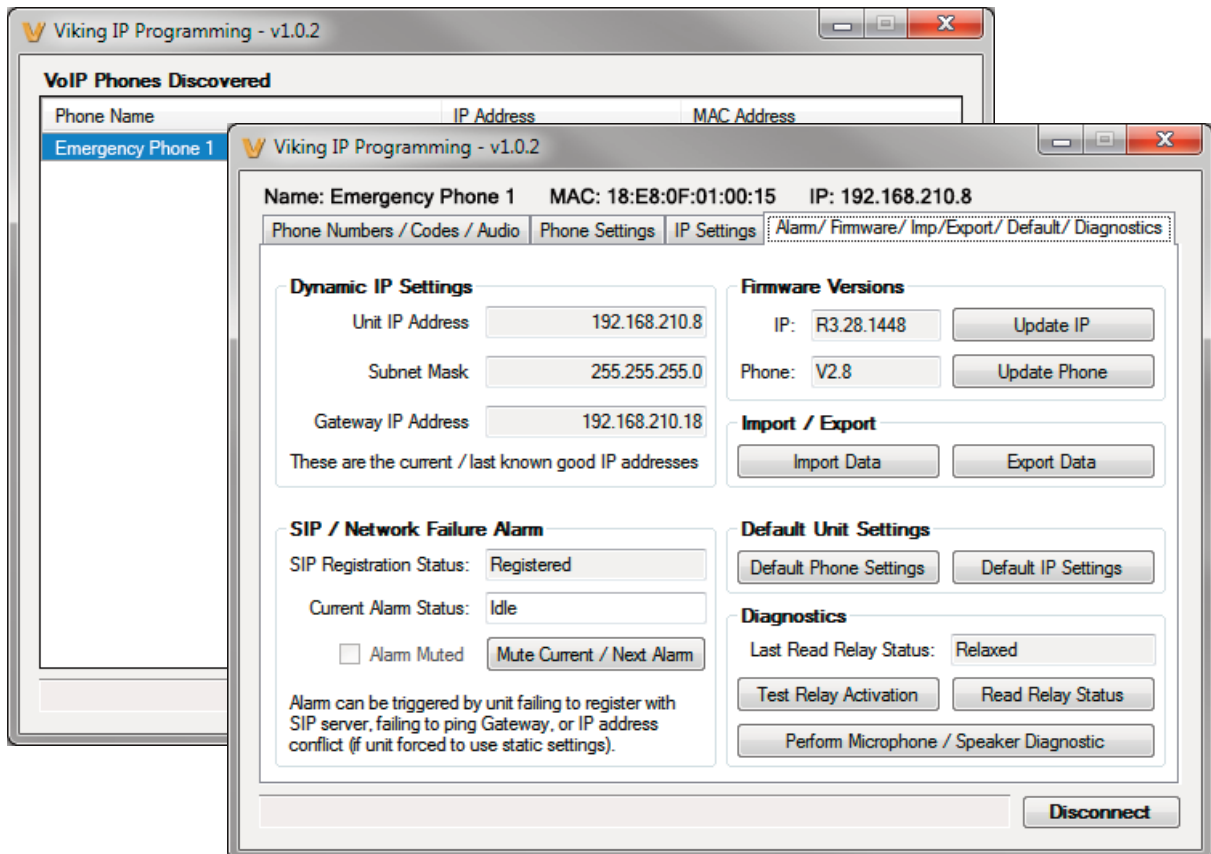 Viking IP Programming - v1.0.2
VoIP Phones Discovered
Phone Name IP Address MAC Address
Emergency Phone 1
Viking IP Programming - v1.0.2
Name: Emergency Phone 1 MAC: 18:E8:0F:01:00:15 IP: 192.168.210.8
Phone Numbers / Codes / Audio Phone Settings IP Settings Alarm/ Firmware/ Imp/Export/ Default/ Diagnostics
Dynamic IP Settings
Unit IP Address 192.168.210.8
Subnet Mask 255.255.255.0
Gateway IP Address 192.168.210.18
These are the current / last known good IP addresses
Firmware Versions
IP: R3.28.1448 Update IP
Phone: V2.8 Update Phone
Import / Export
Import Data Export Data
SIP / Network Failure Alarm
SIP Registration Status: Registered
Current Alarm Status: Idle
Alarm Muted Mute Current / Next Alarm
Alarm can be triggered by unit failing to register with
SIP server, failing to ping Gateway, or IP address
conflict (if unit forced to use static settings).
Default Unit Settings
Default Phone Settings Default IP Settings
Diagnostics
Last Read Relay Status: Relaxed
Test Relay Activation Read Relay Status
Perform Microphone / Speaker Diagnostic
Disconnect